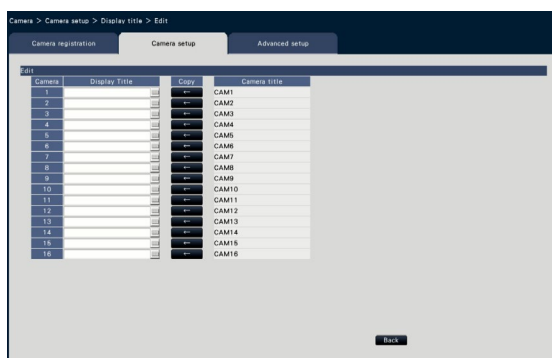 Camera > Camera setup > Display title > Edit
Camera registration Camera setup Advanced setup
Edit
Camera Display Title Copy Camera title
1 ← CAM1
2 ← CAM2
3 ← CAM3
4 ← CAM4
5 ← CAM5
6 ← CAM6
7 ← CAM7
8 ← CAM8
9 ← CAM9
10 ← CAM10
11 ← CAM11
12 ← CAM12
13 ← CAM13
14 ← CAM14
15 ← CAM15
16 ← CAM16
Back